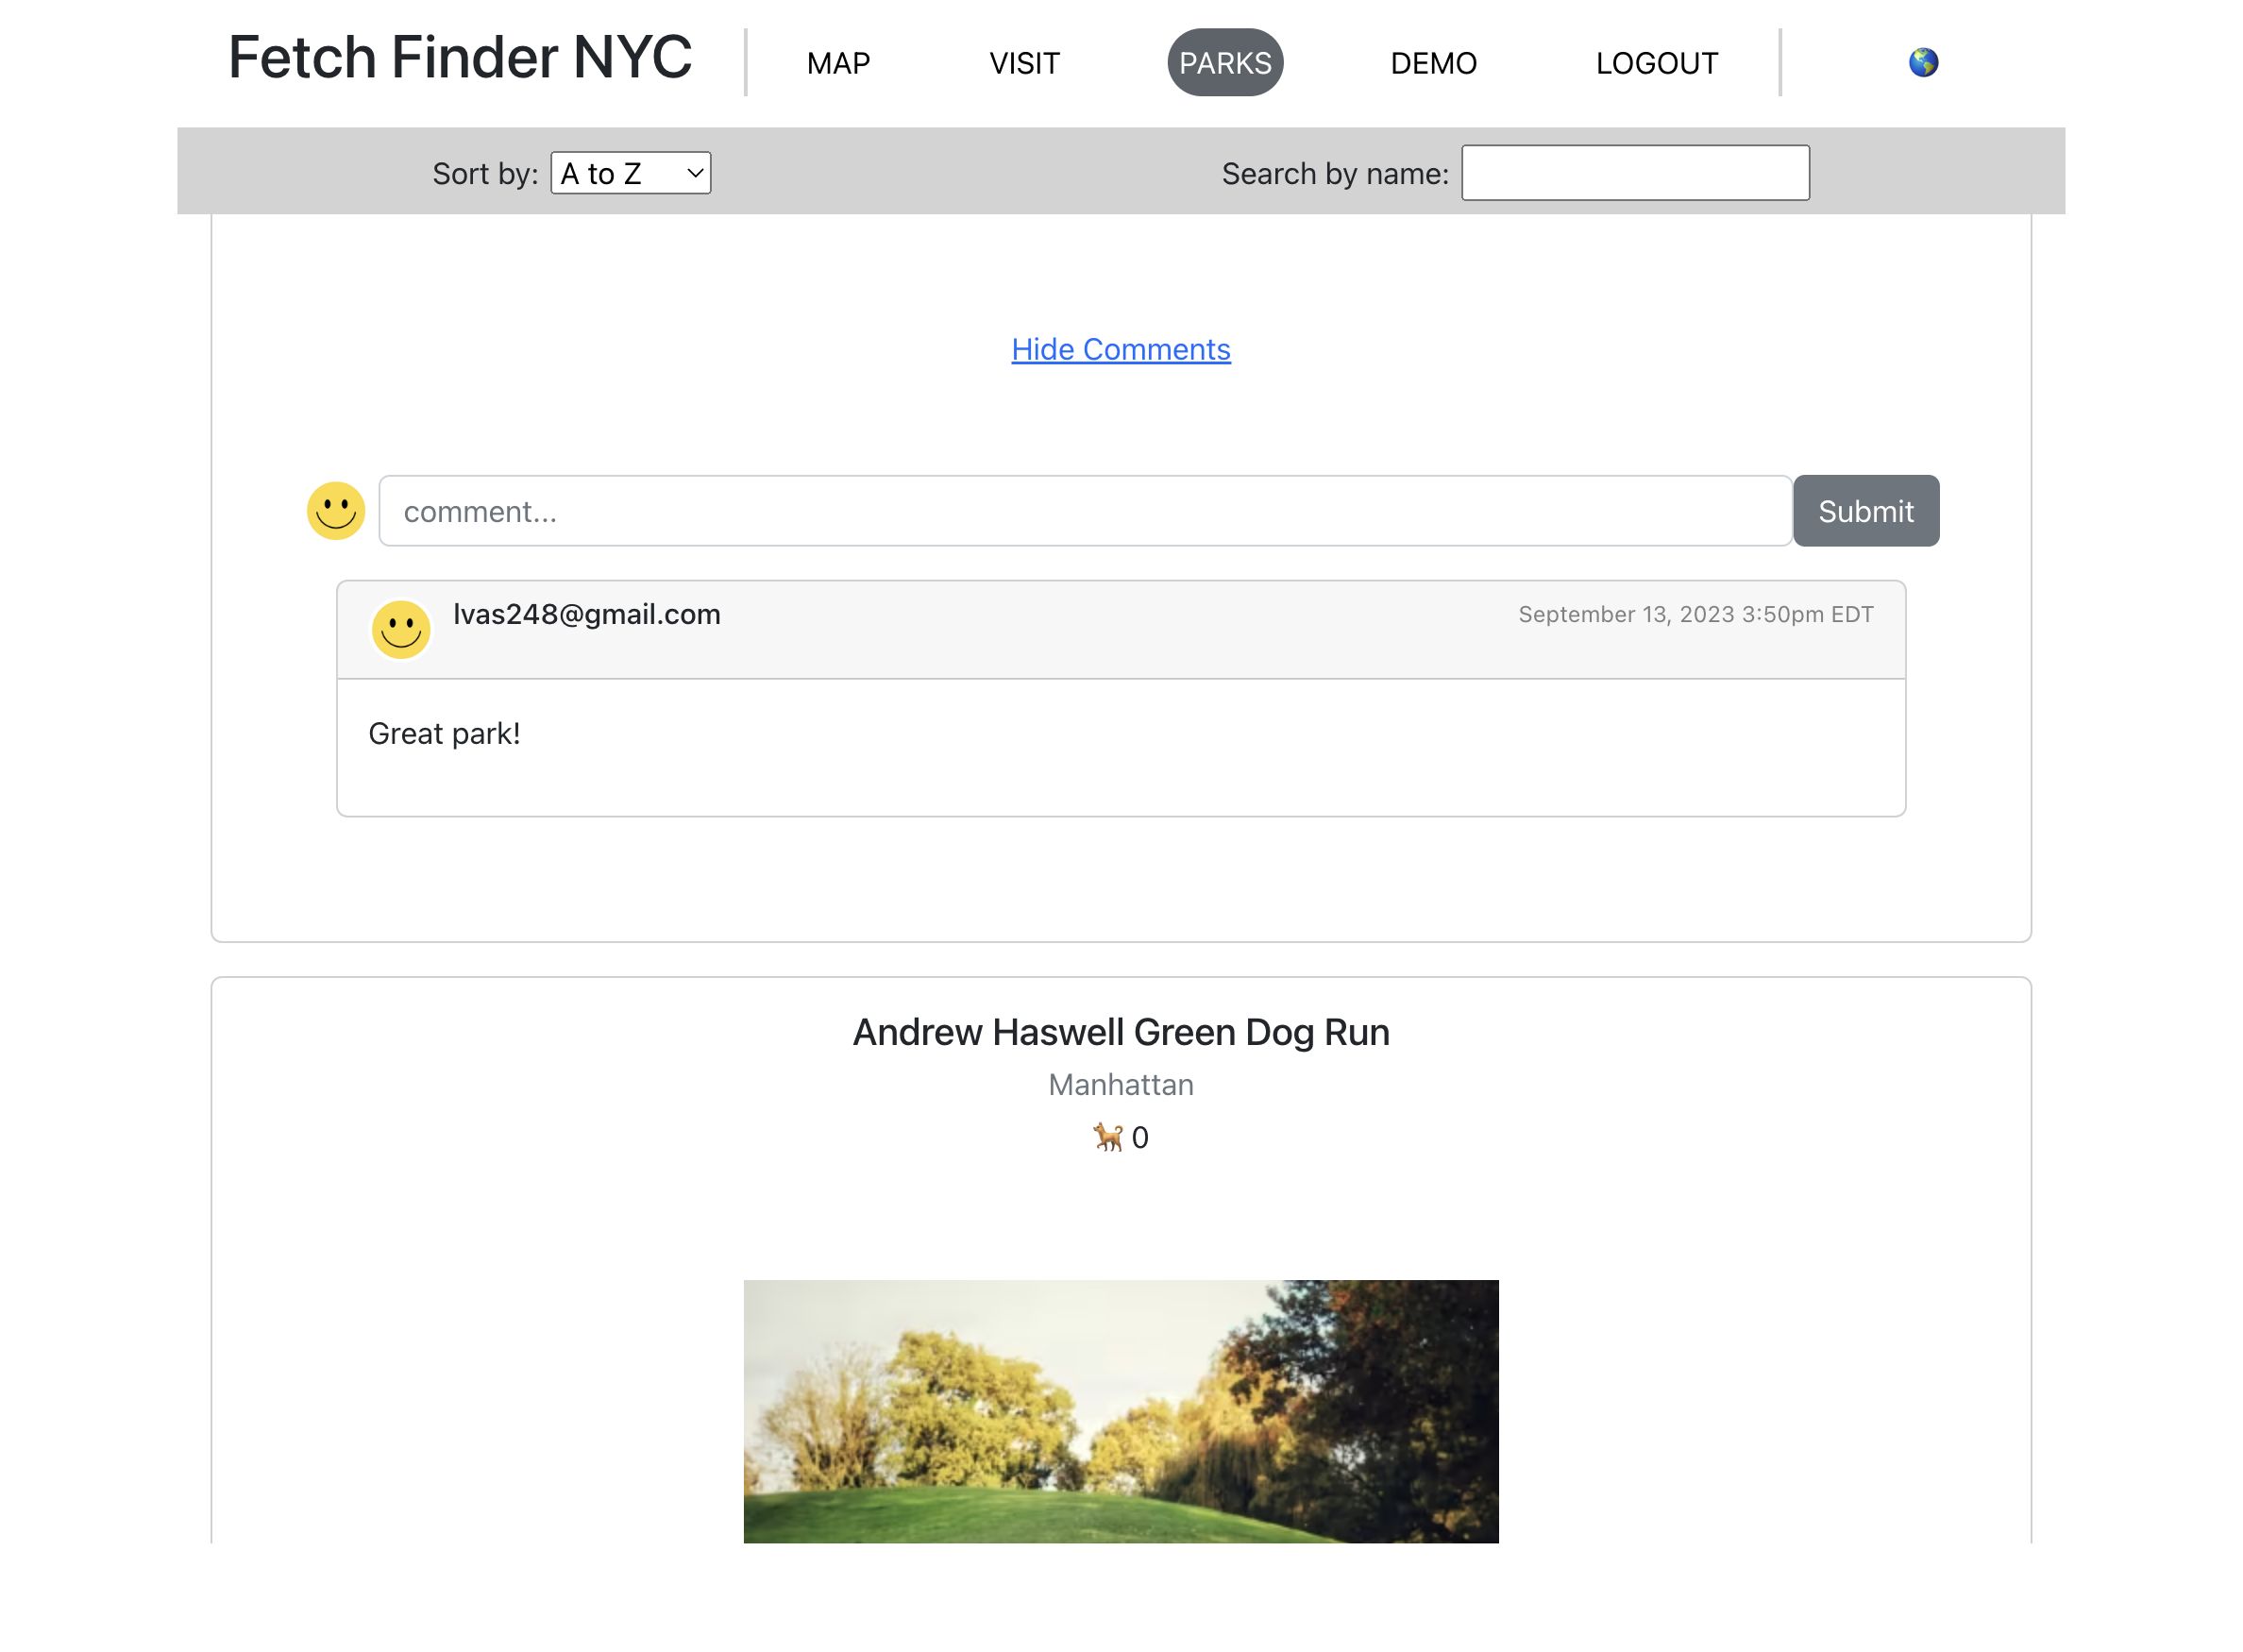 Fetch Finder NYC
MAP
VISIT
PARKS
DEMO
LOGOUT
Sort by: A to Z
Search by name:
Hide Comments
comment...
Submit
lvas248@gmail.com
September 13, 2023 3:50pm EDT
Great park!
Andrew Haswell Green Dog Run
Manhattan
🐕 0